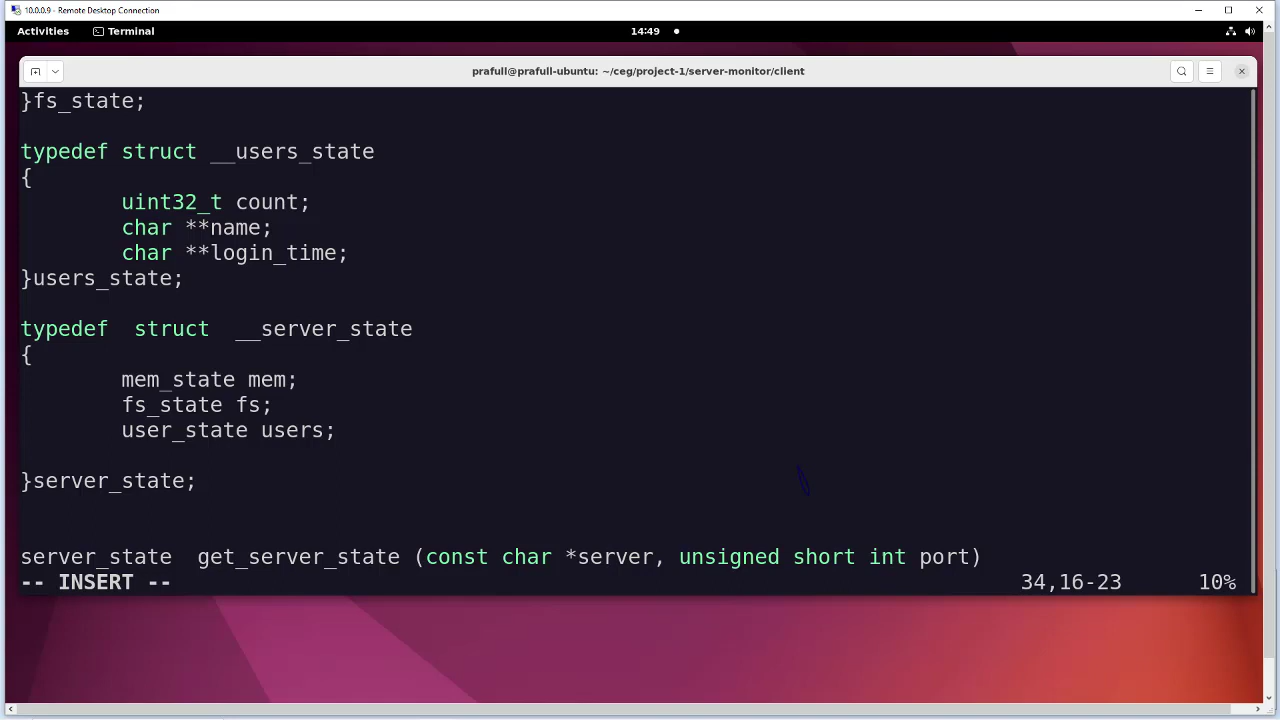 10.0.0.9 - Remote Desktop Connection
Activities Terminal 14:49
prafull@prafull-ubuntu: ~/ceg/project-1/server-monitor/client
}fs_state;
typedef struct __users_state
{
uint32_t count;
char **name;
char **login_time;
}users_state;
typedef  struct  __server_state
{
mem_state mem;
fs_state fs;
user_state users;
}server_state;
server_state  get_server_state (const char *server, unsigned short int port)
-- INSERT -- 34,16-23 10%